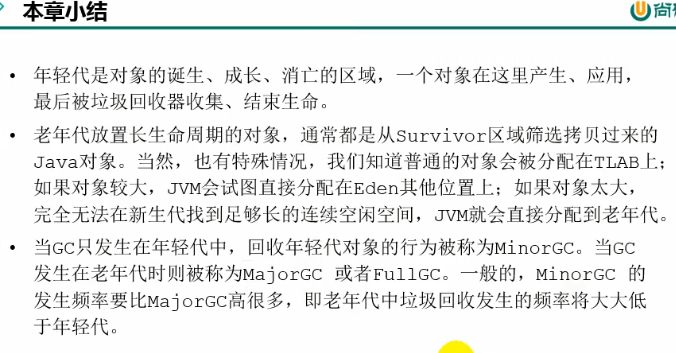 本章小结
尚
• 年轻代是对象的诞生、成长、消亡的区域，一个对象在这里产生、应用，
最后被垃圾回收器收集、结束生命。
• 老年代放置长生命周期的对象，通常都是从Survivor区域筛选拷贝过来的
Java对象。当然，也有特殊情况，我们知道普通的对象会被分配在TLAB上；
如果对象较大，JVM会试图直接分配在Eden其他位置上；如果对象太大，
完全无法在新生代找到足够长的连续空闲空间，JVM就会直接分配到老年代。
• 当GC只发生在年轻代中，回收年轻代对象的行为被称为MinorGC。当GC
发生在老年代时则被称为MajorGC 或者FullGC。一般的，MinorGC 的
发生频率要比MajorGC高很多，即老年代中垃圾回收发生的频率将大大低
于年轻代。